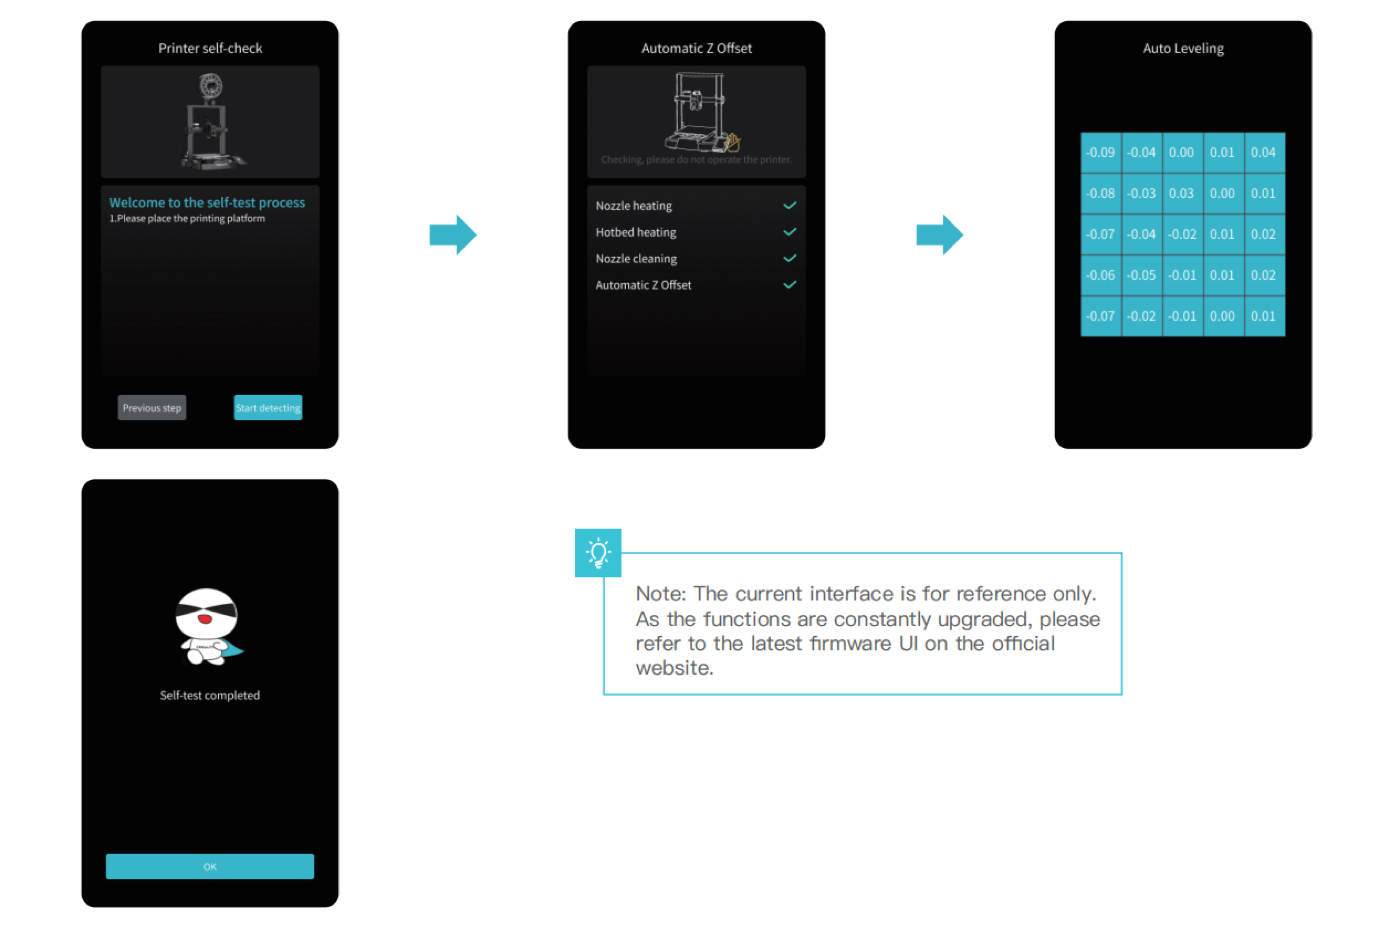 Printer self-check
Welcome to the self-test process
1.Please place the printing platform
Previous step
Start detecting
Automatic Z Offset
Checking, please do not operate the printer.
Nozzle heating
Hotbed heating
Nozzle cleaning
Automatic Z Offset
Auto Leveling
-0.09 -0.04 0.00 0.01 0.04
-0.08 -0.03 0.03 0.00 0.01
-0.07 -0.04 -0.02 0.01 0.02
-0.06 -0.05 -0.01 0.01 0.02
-0.07 -0.02 -0.01 0.00 0.01
Self-test completed
OK
Note: The current interface is for reference only.
As the functions are constantly upgraded, please
refer to the latest firmware UI on the official
website.